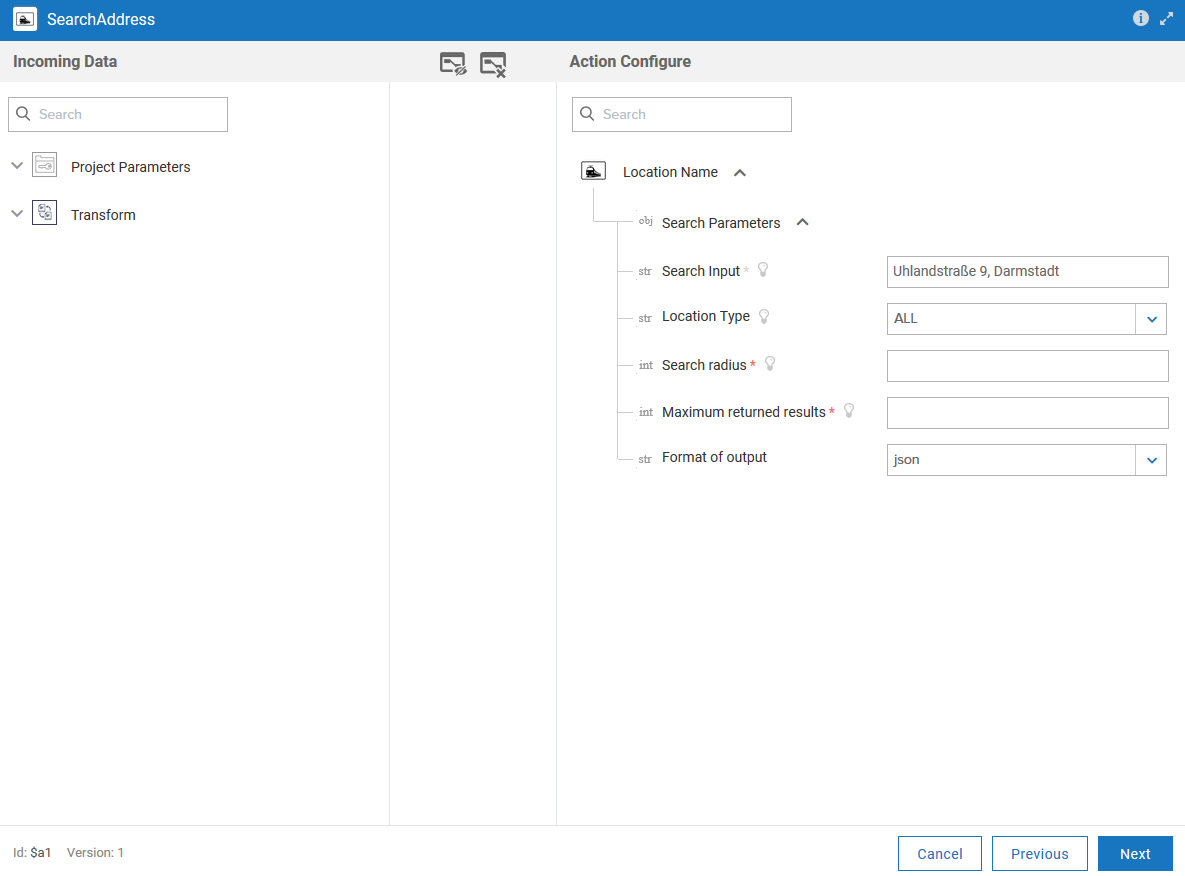 SearchAddress
Incoming Data
Action Configure
Search
Search
Project Parameters
Transform
Location Name
obj Search Parameters
str Search Input * Uhlandstraße 9, Darmstadt
str Location Type ALL
int Search radius *
int Maximum returned results *
str Format of output json
Id: $a1 Version: 1
Cancel Previous Next